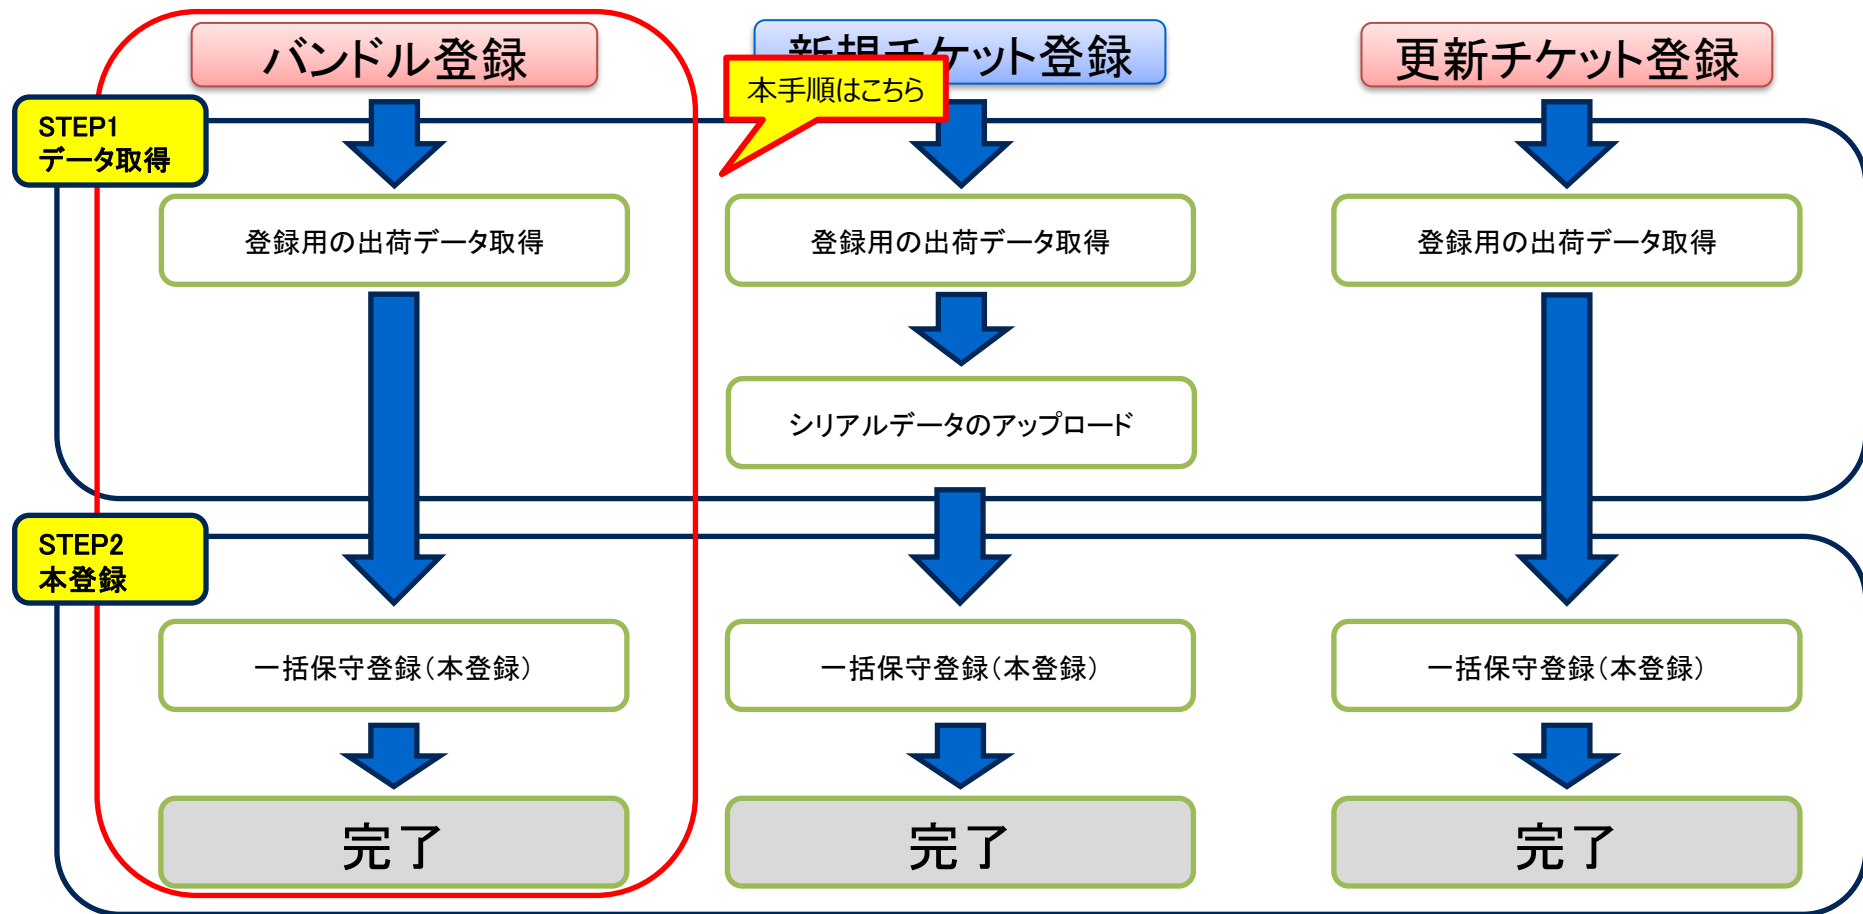 バンドル登録
新規チケット登録
更新チケット登録
本手順はこちら
STEP1
データ取得
登録用の出荷データ取得
登録用の出荷データ取得
登録用の出荷データ取得
シリアルデータのアップロード
STEP2
本登録
一括保守登録（本登録）
一括保守登録（本登録）
一括保守登録（本登録）
完了
完了
完了